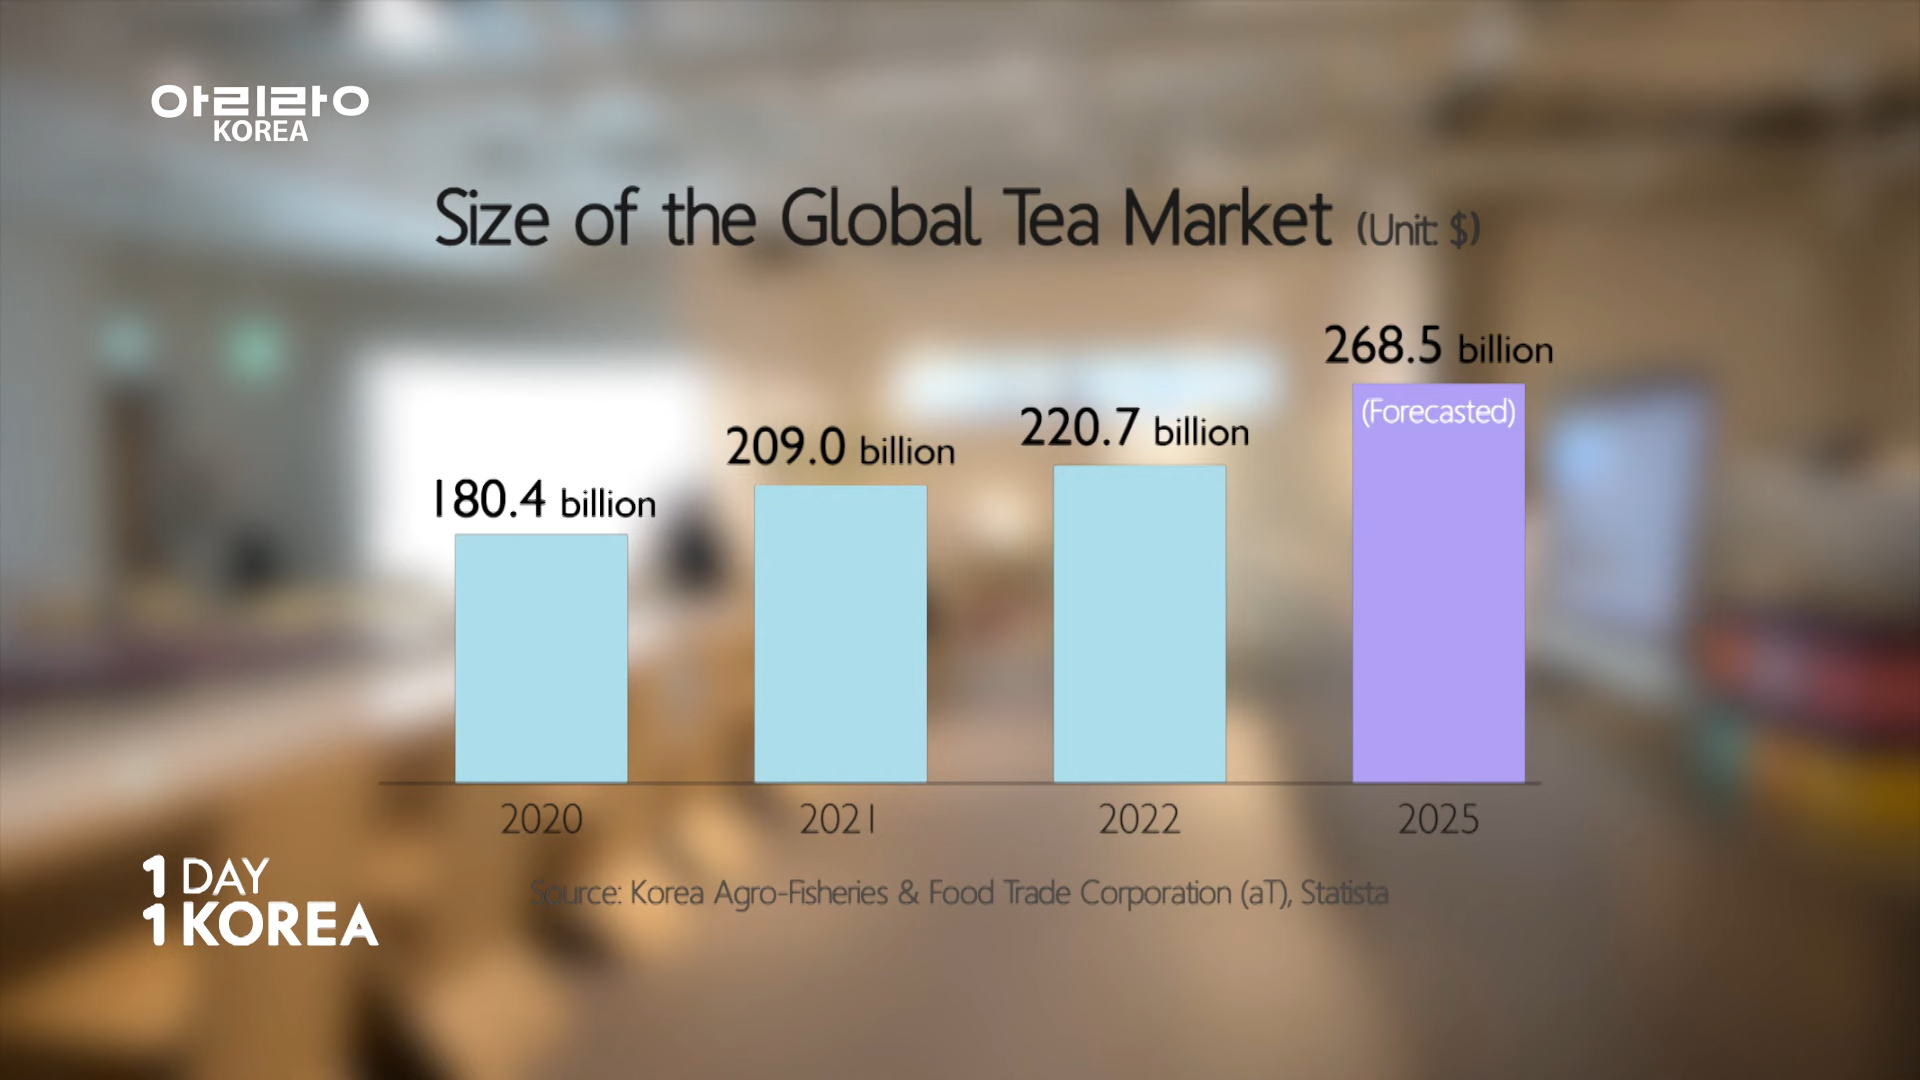 아리랑
KOREA
Size of the Global Tea Market (Unit: $)
180.4 billion
209.0 billion
220.7 billion
268.5 billion
(Forecasted)
2020
2021
2022
2025
Source: Korea Agro-Fisheries & Food Trade Corporation (aT), Statista
1 DAY
1 KOREA